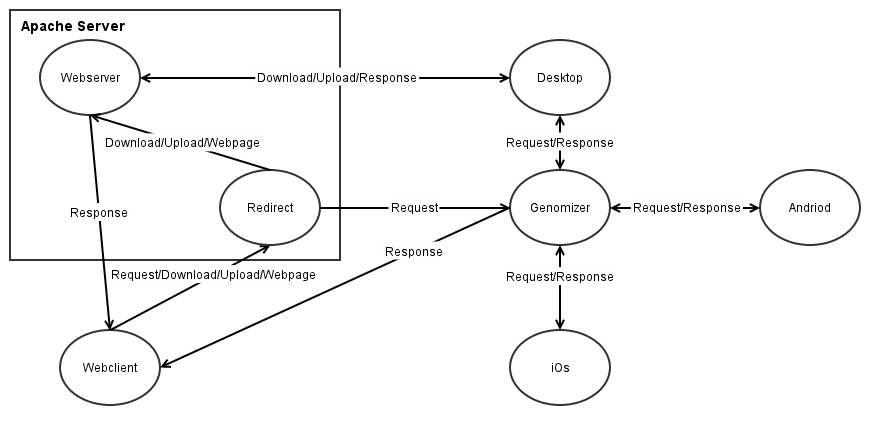 Apache Server
Webserver
Download/Upload/Response
Desktop
Download/Upload/Webpage
Request/Response
Response
Redirect
Request
Genomizer
Request/Response
Andriod
Response
Request/Download/Upload/Webpage
Request/Response
Webclient
iOs